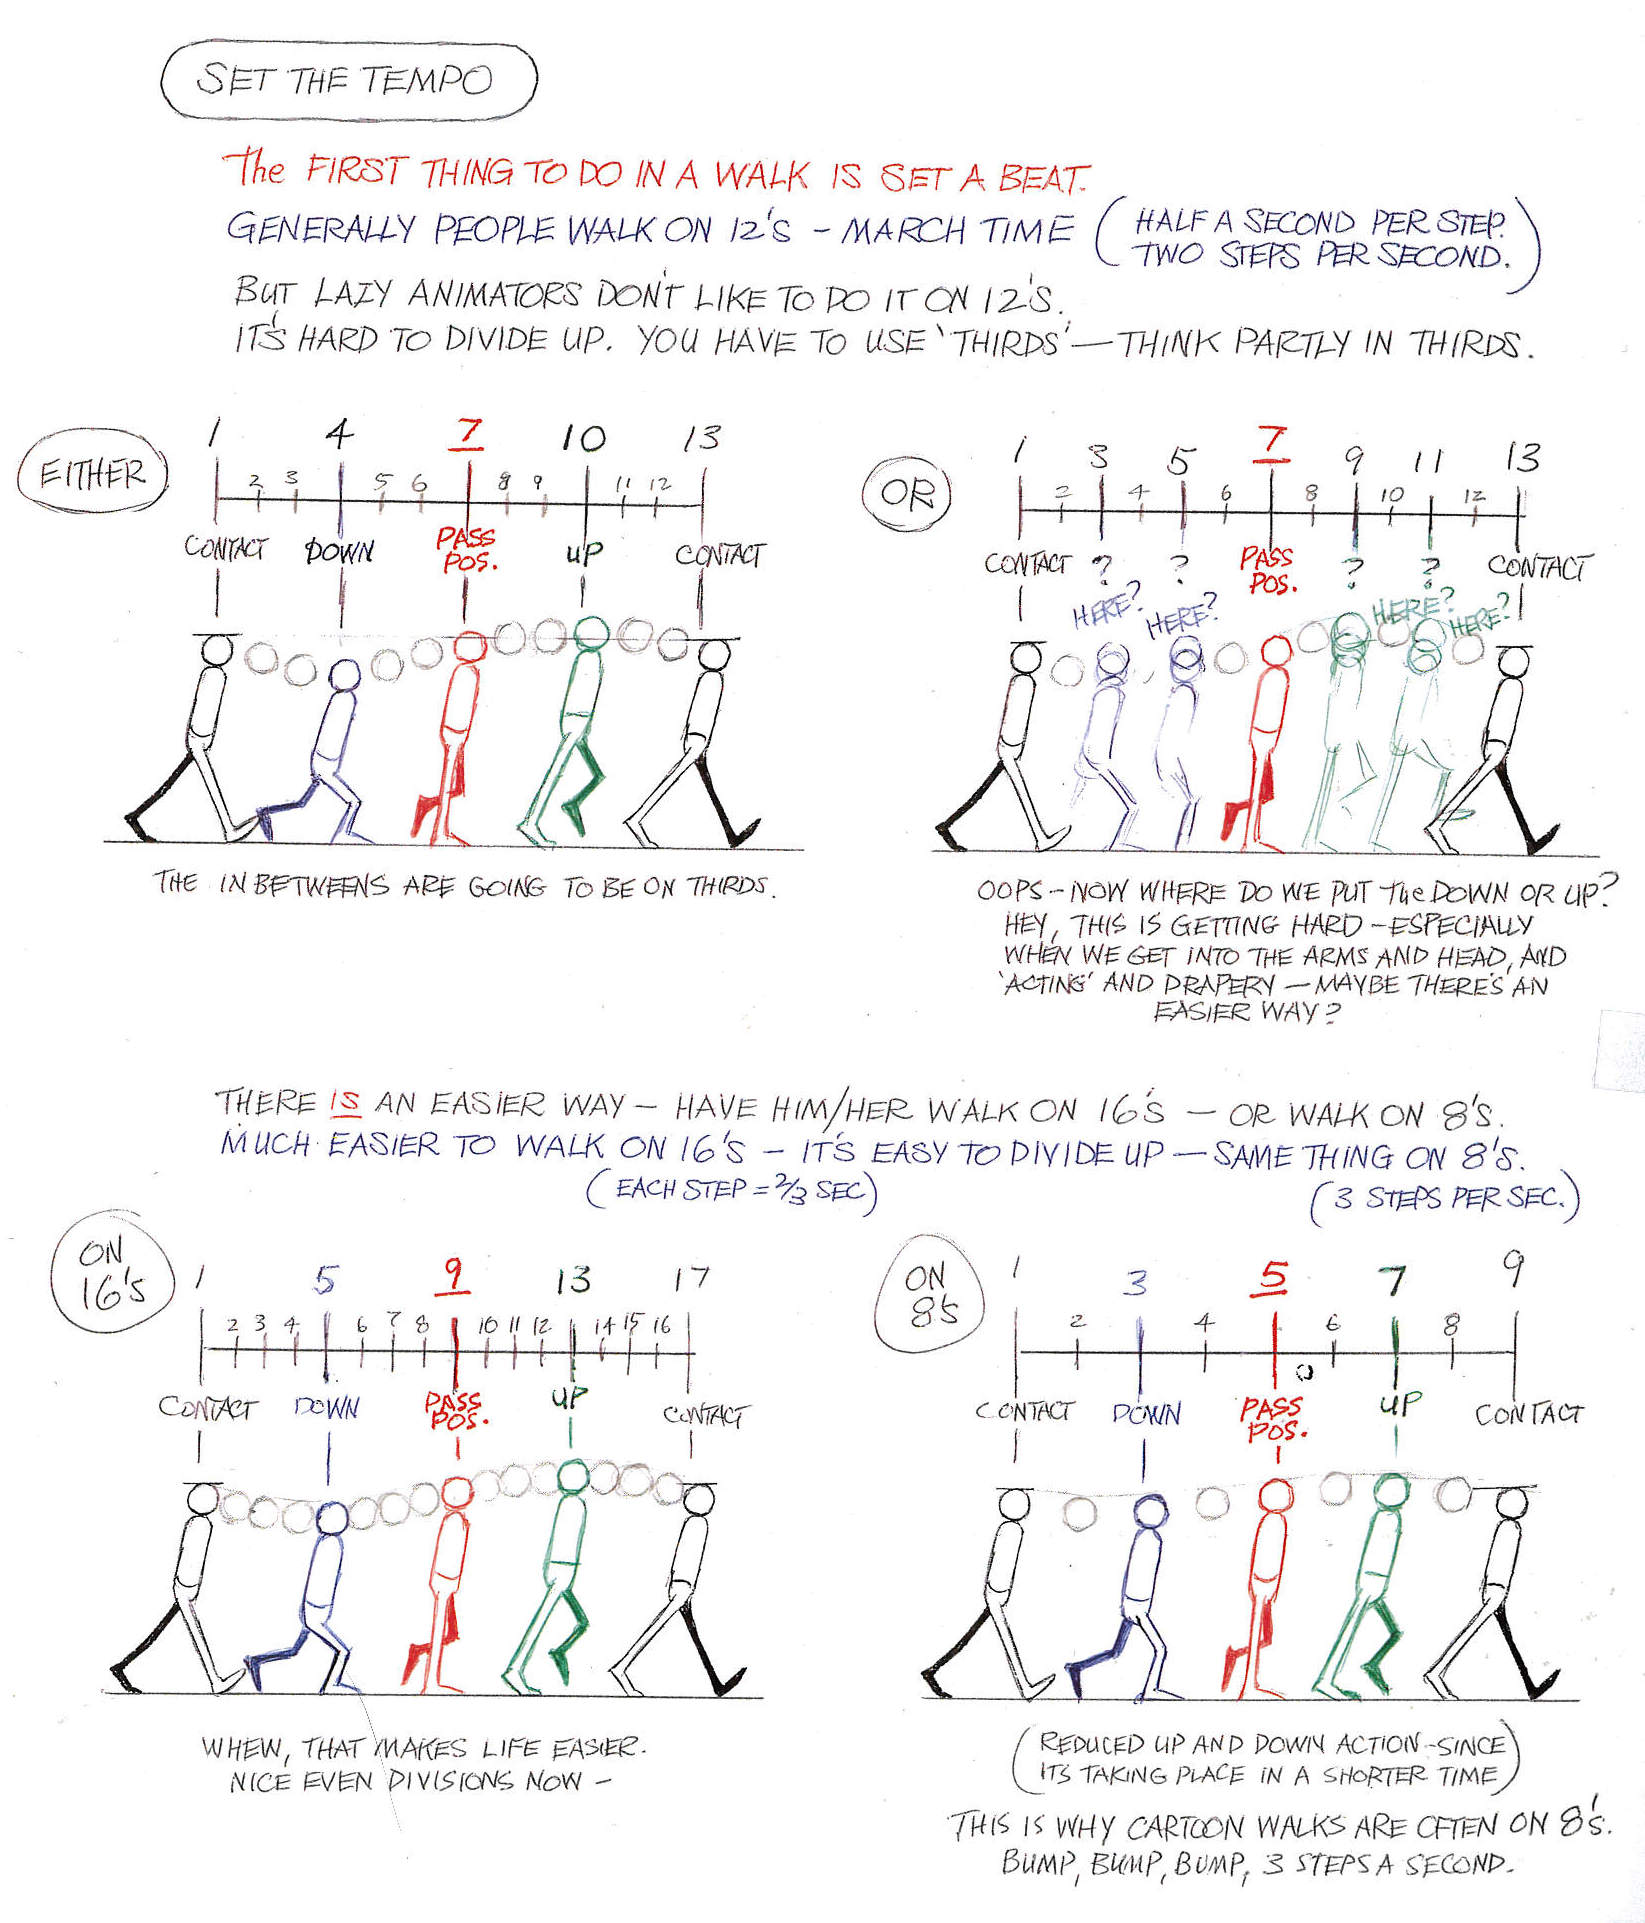 SET THE TEMPO
The FIRST THING TO DO IN A WALK IS SET A BEAT.
GENERALLY PEOPLE WALK ON 12'S - MARCH TIME (HALF A SECOND PER STEP.
TWO STEPS PER SECOND.)
BUT LAZY ANIMATORS DON'T LIKE TO DO IT ON 12'S.
IT'S HARD TO DIVIDE UP. YOU HAVE TO USE 'THIRDS' — THINK PARTLY IN THIRDS.
EITHER
1 4 7 10 13
2 3 5 6 8 9 11 12
CONTACT DOWN PASS POS. UP CONTACT
THE INBETWEENS ARE GOING TO BE ON THIRDS.
OR
1 3 5 7 9 11 13
2 4 6 8 10 12
CONTACT ? ? PASS POS. ? ? CONTACT
HERE? HERE? HERE? HERE?
OOPS - NOW WHERE DO WE PUT The DOWN OR UP?
HEY, THIS IS GETTING HARD - ESPECIALLY
WHEN WE GET INTO THE ARMS AND HEAD, AND
'ACTING' AND DRAPERY — MAYBE THERE'S AN
EASIER WAY?
THERE IS AN EASIER WAY — HAVE HIM/HER WALK ON 16'S — OR WALK ON 8'S.
MUCH EASIER TO WALK ON 16'S — IT'S EASY TO DIVIDE UP — SAME THING ON 8'S.
(EACH STEP = 2/3 SEC) (3 STEPS PER SEC.)
ON
16'S
1 5 9 13 17
2 3 4 6 7 8 10 11 12 14 15 16
CONTACT DOWN PASS POS. UP CONTACT
WHEW, THAT MAKES LIFE EASIER.
NICE EVEN DIVISIONS NOW —
ON
8's
1 3 5 7 9
2 4 6 8
CONTACT DOWN PASS POS. UP CONTACT
(REDUCED UP AND DOWN ACTION - SINCE
ITS TAKING PLACE IN A SHORTER TIME)
THIS IS WHY CARTOON WALKS ARE OFTEN ON 8's.
BUMP, BUMP, BUMP, 3 STEPS A SECOND.